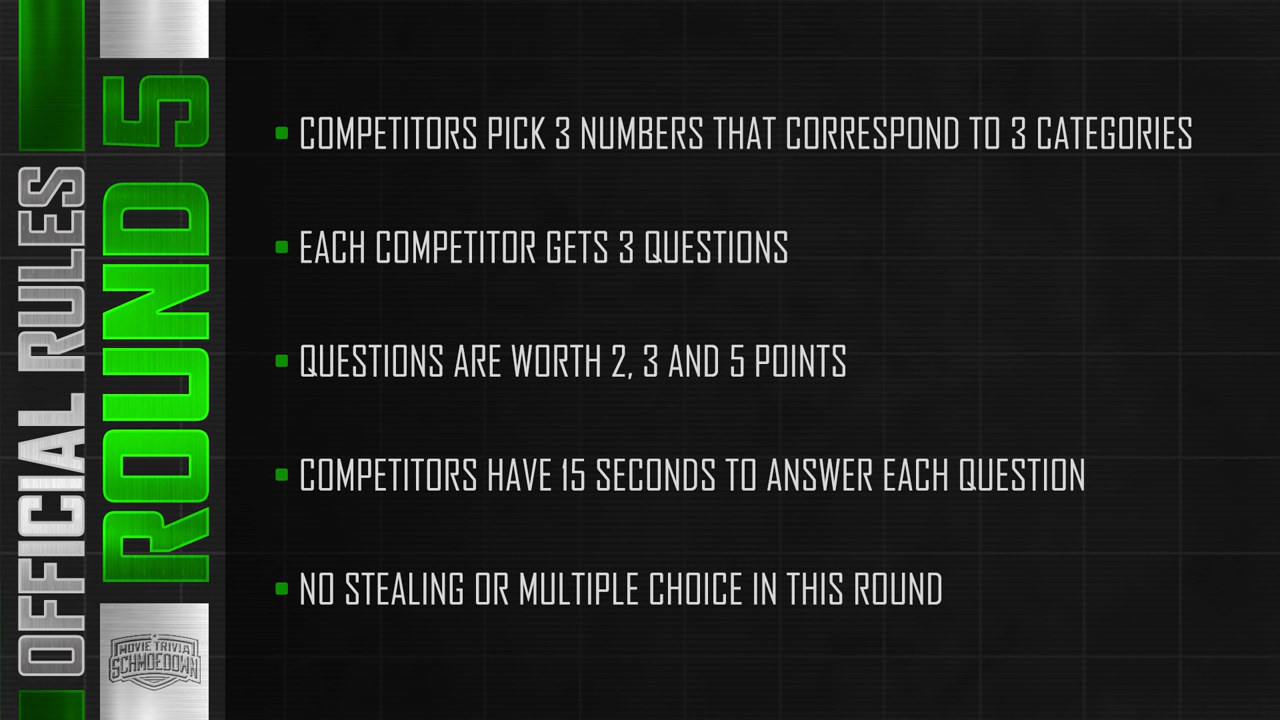 OFFICIAL RULES
ROUND 5
COMPETITORS PICK 3 NUMBERS THAT CORRESPOND TO 3 CATEGORIES
EACH COMPETITOR GETS 3 QUESTIONS
QUESTIONS ARE WORTH 2, 3 AND 5 POINTS
COMPETITORS HAVE 15 SECONDS TO ANSWER EACH QUESTION
NO STEALING OR MULTIPLE CHOICE IN THIS ROUND
MOVIE TRIVIA
SCHMOEDOWN